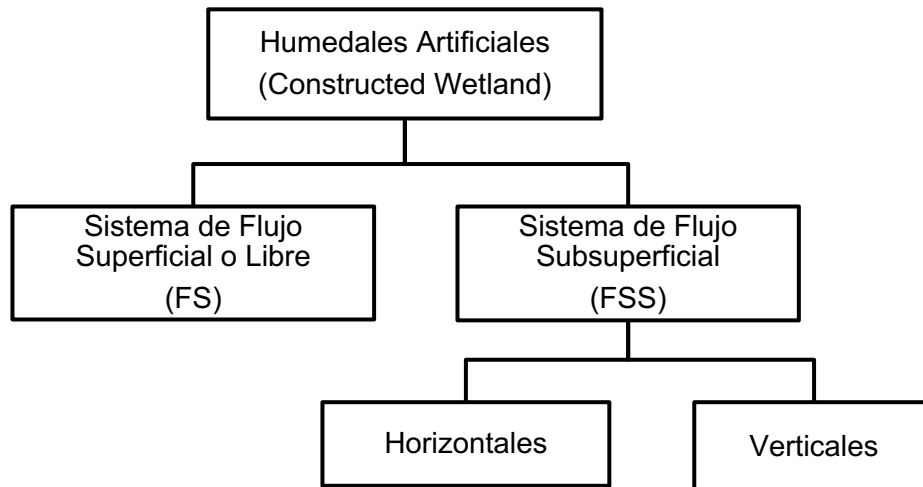 Humedales Artificiales
(Constructed Wetland)
Sistema de Flujo
Superficial o Libre
(FS)
Sistema de Flujo
Subsuperficial
(FSS)
Horizontales
Verticales